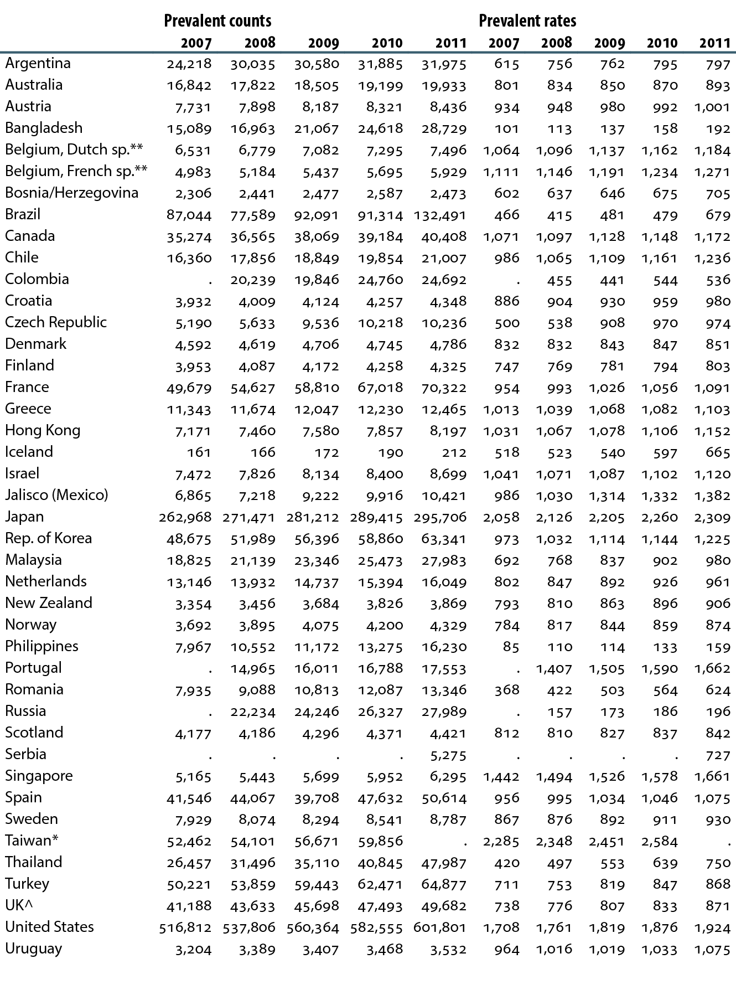 Prevalent counts Prevalent rates
2007 2008 2009 2010 2011 2007 2008 2009 2010 2011
Argentina 24,218 30,035 30,580 31,885 31,975 615 756 762 795 797
Australia 16,842 17,822 18,505 19,199 19,933 801 834 850 870 893
Austria 7,731 7,898 8,187 8,321 8,436 934 948 980 992 1,001
Bangladesh 15,089 16,963 21,067 24,618 28,729 101 113 137 158 192
Belgium, Dutch sp.** 6,531 6,779 7,082 7,295 7,496 1,064 1,096 1,137 1,162 1,184
Belgium, French sp.** 4,983 5,184 5,437 5,695 5,929 1,111 1,146 1,191 1,234 1,271
Bosnia/Herzegovina 2,306 2,441 2,477 2,587 2,473 602 637 646 675 705
Brazil 87,044 77,589 92,091 91,314 132,491 466 415 481 479 679
Canada 35,274 36,565 38,069 39,184 40,408 1,071 1,097 1,128 1,148 1,172
Chile 16,360 17,856 18,849 19,854 21,007 986 1,065 1,109 1,161 1,236
Colombia . 20,239 19,846 24,760 24,692 . 455 441 544 536
Croatia 3,932 4,009 4,124 4,257 4,348 886 904 930 959 980
Czech Republic 5,190 5,633 9,536 10,218 10,236 500 538 908 970 974
Denmark 4,592 4,619 4,706 4,745 4,786 832 832 843 847 851
Finland 3,953 4,087 4,172 4,258 4,325 747 769 781 794 803
France 49,679 54,627 58,810 67,018 70,322 954 993 1,026 1,056 1,091
Greece 11,343 11,674 12,047 12,230 12,465 1,013 1,039 1,068 1,082 1,103
Hong Kong 7,171 7,460 7,580 7,857 8,197 1,031 1,067 1,078 1,106 1,152
Iceland 161 166 172 190 212 518 523 540 597 665
Israel 7,472 7,826 8,134 8,400 8,699 1,041 1,071 1,087 1,102 1,120
Jalisco (Mexico) 6,865 7,218 9,222 9,916 10,421 986 1,030 1,314 1,332 1,382
Japan 262,968 271,471 281,212 289,415 295,706 2,058 2,126 2,205 2,260 2,309
Rep. of Korea 48,675 51,989 56,396 58,860 63,341 973 1,032 1,114 1,144 1,225
Malaysia 18,825 21,139 23,346 25,473 27,983 692 768 837 902 980
Netherlands 13,146 13,932 14,737 15,394 16,049 802 847 892 926 961
New Zealand 3,354 3,456 3,684 3,826 3,869 793 810 863 896 906
Norway 3,692 3,895 4,075 4,200 4,329 784 817 844 859 874
Philippines 7,967 10,552 11,172 13,275 16,230 85 110 114 133 159
Portugal . 14,965 16,011 16,788 17,553 . 1,407 1,505 1,590 1,662
Romania 7,935 9,088 10,813 12,087 13,346 368 422 503 564 624
Russia . 22,234 24,246 26,327 27,989 . 157 173 186 196
Scotland 4,177 4,186 4,296 4,371 4,421 812 810 827 837 842
Serbia . . . . 5,275 . . . . 727
Singapore 5,165 5,443 5,699 5,952 6,295 1,442 1,494 1,526 1,578 1,661
Spain 41,546 44,067 39,708 47,632 50,614 956 995 1,034 1,046 1,075
Sweden 7,929 8,074 8,294 8,541 8,787 867 876 892 911 930
Taiwan* 52,462 54,101 56,671 59,856 . 2,285 2,348 2,451 2,584 .
Thailand 26,457 31,496 35,110 40,845 47,987 420 497 553 639 750
Turkey 50,221 53,859 59,443 62,471 64,877 711 753 819 847 868
UK^ 41,188 43,633 45,698 47,493 49,682 738 776 807 833 871
United States 516,812 537,806 560,364 582,555 601,801 1,708 1,761 1,819 1,876 1,924
Uruguay 3,204 3,389 3,407 3,468 3,532 964 1,016 1,019 1,033 1,075